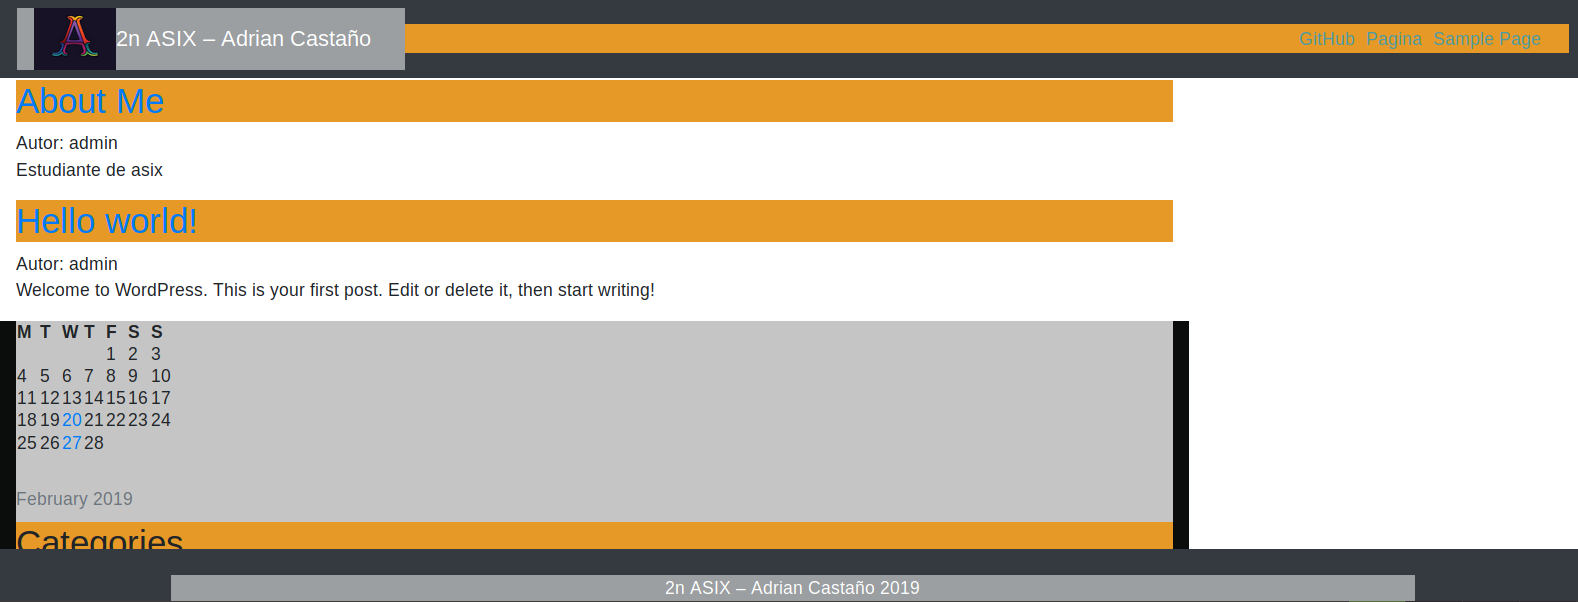 A
2n ASIX – Adrian Castaño
GitHub Pagina Sample Page
About Me
Autor: admin
Estudiante de asix
Hello world!
Autor: admin
Welcome to WordPress. This is your first post. Edit or delete it, then start writing!
M T W T F S S
1 2 3
4 5 6 7 8 9 10
11 12 13 14 15 16 17
18 19 20 21 22 23 24
25 26 27 28
February 2019
Categories
2n ASIX – Adrian Castaño 2019